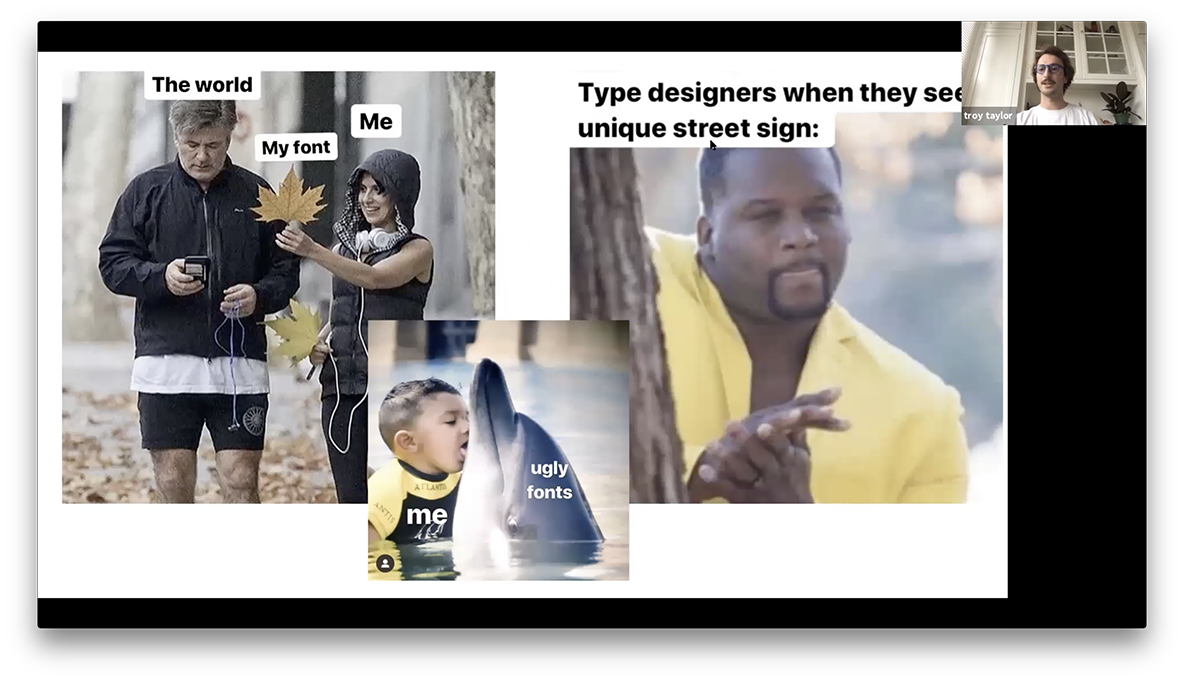 The world
My font
Me
Type designers when they see
unique street sign:
troy taylor
ugly
fonts
me
ATLANTIS
ANTIS